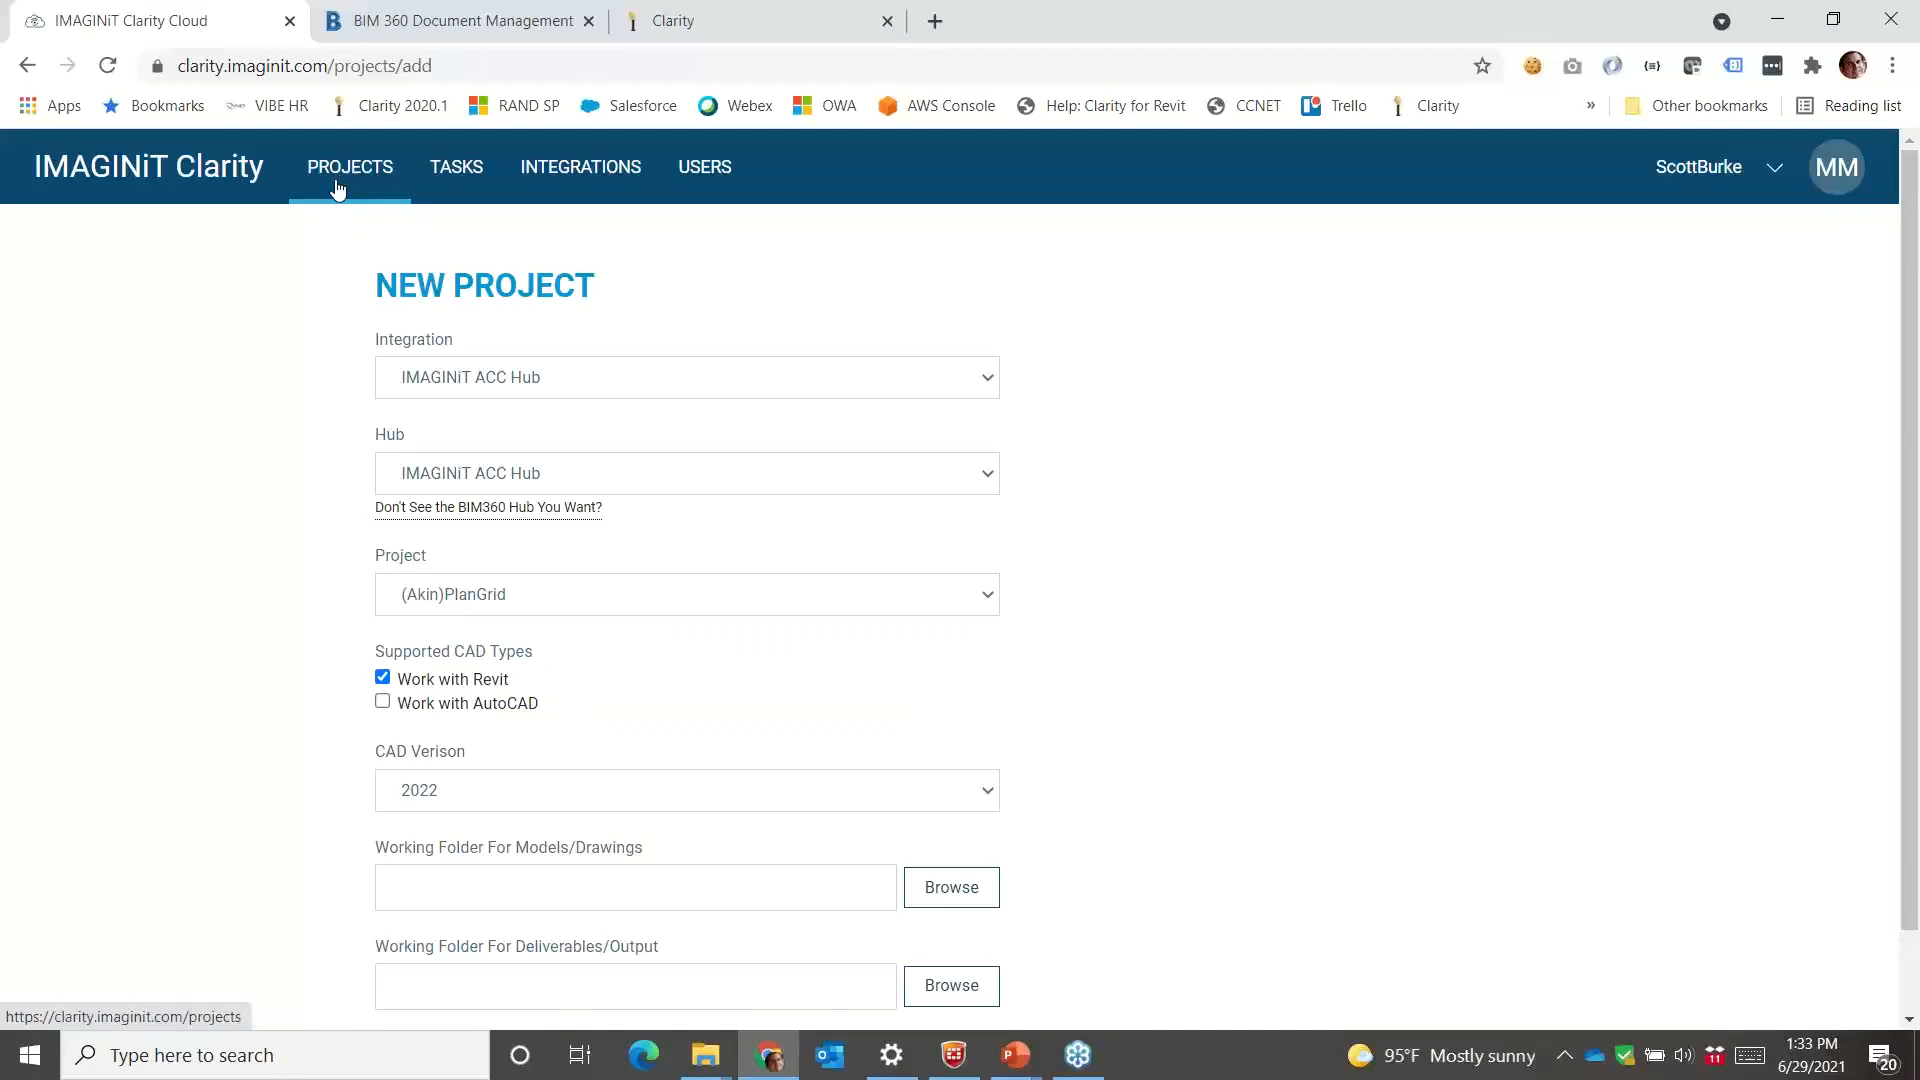 IMAGINiT Clarity Cloud
BIM 360 Document Management
Clarity
clarity.imaginit.com/projects/add
Apps
Bookmarks
VIBE HR
Clarity 2020.1
RAND SP
Salesforce
Webex
OWA
AWS Console
Help: Clarity for Revit
CCNET
Trello
Clarity
»
Other bookmarks
Reading list
IMAGINiT Clarity
PROJECTS
TASKS
INTEGRATIONS
USERS
ScottBurke
MM
NEW PROJECT
Integration
IMAGINiT ACC Hub
Hub
IMAGINiT ACC Hub
Don't See the BIM360 Hub You Want?
Project
(Akin)PlanGrid
Supported CAD Types
Work with Revit
Work with AutoCAD
CAD Verison
2022
Working Folder For Models/Drawings
Browse
Working Folder For Deliverables/Output
Browse
https://clarity.imaginit.com/projects
Type here to search
95°F Mostly sunny
11
1:33 PM
6/29/2021
20